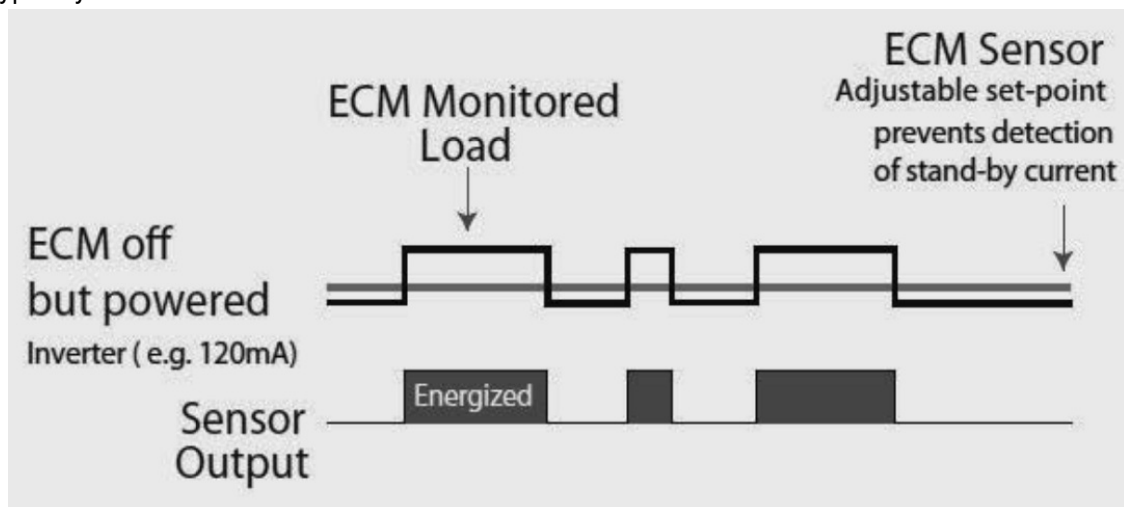 ECM Sensor
Adjustable set-point
prevents detection
of stand-by current
ECM Monitored
Load
ECM off
but powered
Inverter ( e.g. 120mA)
Energized
Sensor
Output